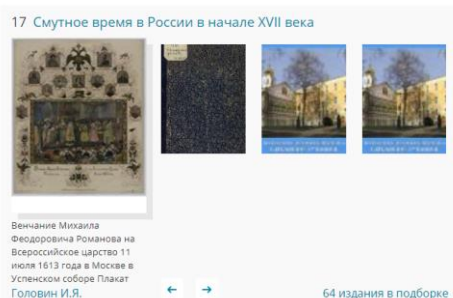 17 Смутное время в России в начале XVII века
Венчание Михаила
Феодоровича Романова на
Всероссийское царство 11
июля 1613 года в Москве в
Успенском соборе Плакат
Головин И.Я.
64 издания в подборке